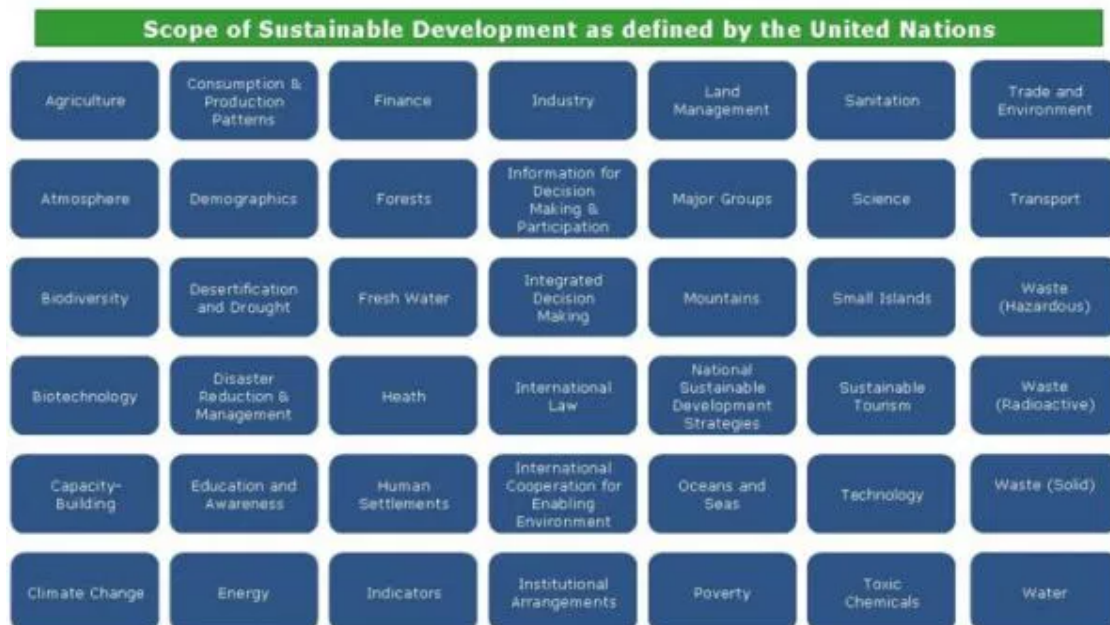 Scope of Sustainable Development as defined by the United Nations
Agriculture
Consumption &
Production
Patterns
Finance
Industry
Land
Management
Sanitation
Trade and
Environment
Atmosphere
Demographics
Forests
Information for
Decision
Making &
Participation
Major Groups
Science
Transport
Biodiversity
Desertification
and Drought
Fresh Water
Integrated
Decision
Making
Mountains
Small Islands
Waste
(Hazardous)
Biotechnology
Disaster
Reduction &
Management
Heath
International
Law
National
Sustainable
Development
Strategies
Sustainable
Tourism
Waste
(Radioactive)
Capacity-
Building
Education and
Awareness
Human
Settlements
International
Cooperation for
Enabling
Environment
Oceans and
Seas
Technology
Waste (Solid)
Climate Change
Energy
Indicators
Institutional
Arrangements
Poverty
Toxic
Chemicals
Water